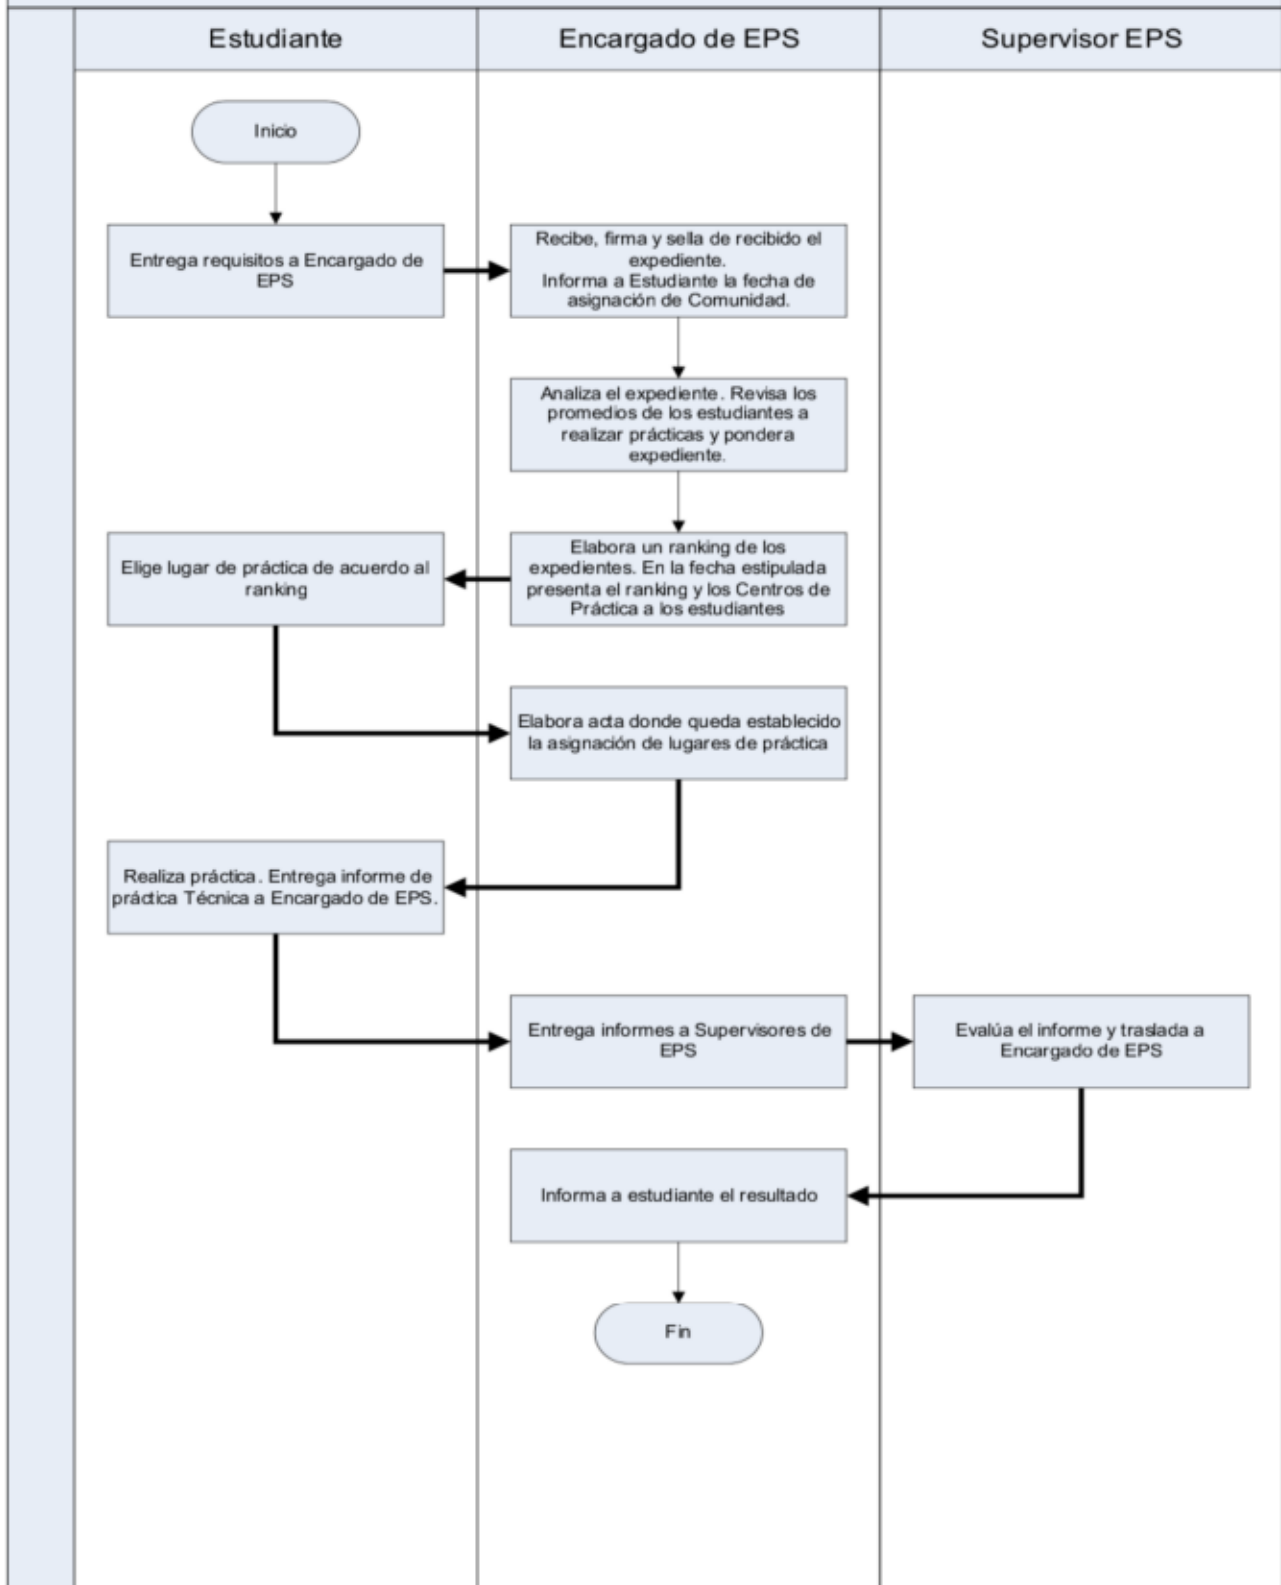 Estudiante
Encargado de EPS
Supervisor EPS
Inicio
Entrega requisitos a Encargado de
EPS
Recibe, firma y sella de recibido el
expediente.
Informa a Estudiante la fecha de
asignación de Comunidad.
Analiza el expediente. Revisa los
promedios de los estudiantes a
realizar prácticas y pondera
expediente.
Elabora un ranking de los
expedientes. En la fecha estipulada
presenta el ranking y los Centros de
Práctica a los estudiantes
Elige lugar de práctica de acuerdo al
ranking
Elabora acta donde queda establecido
la asignación de lugares de práctica
Realiza práctica. Entrega informe de
práctica Técnica a Encargado de EPS.
Entrega informes a Supervisores de
EPS
Evalúa el informe y traslada a
Encargado de EPS
Informa a estudiante el resultado
Fin